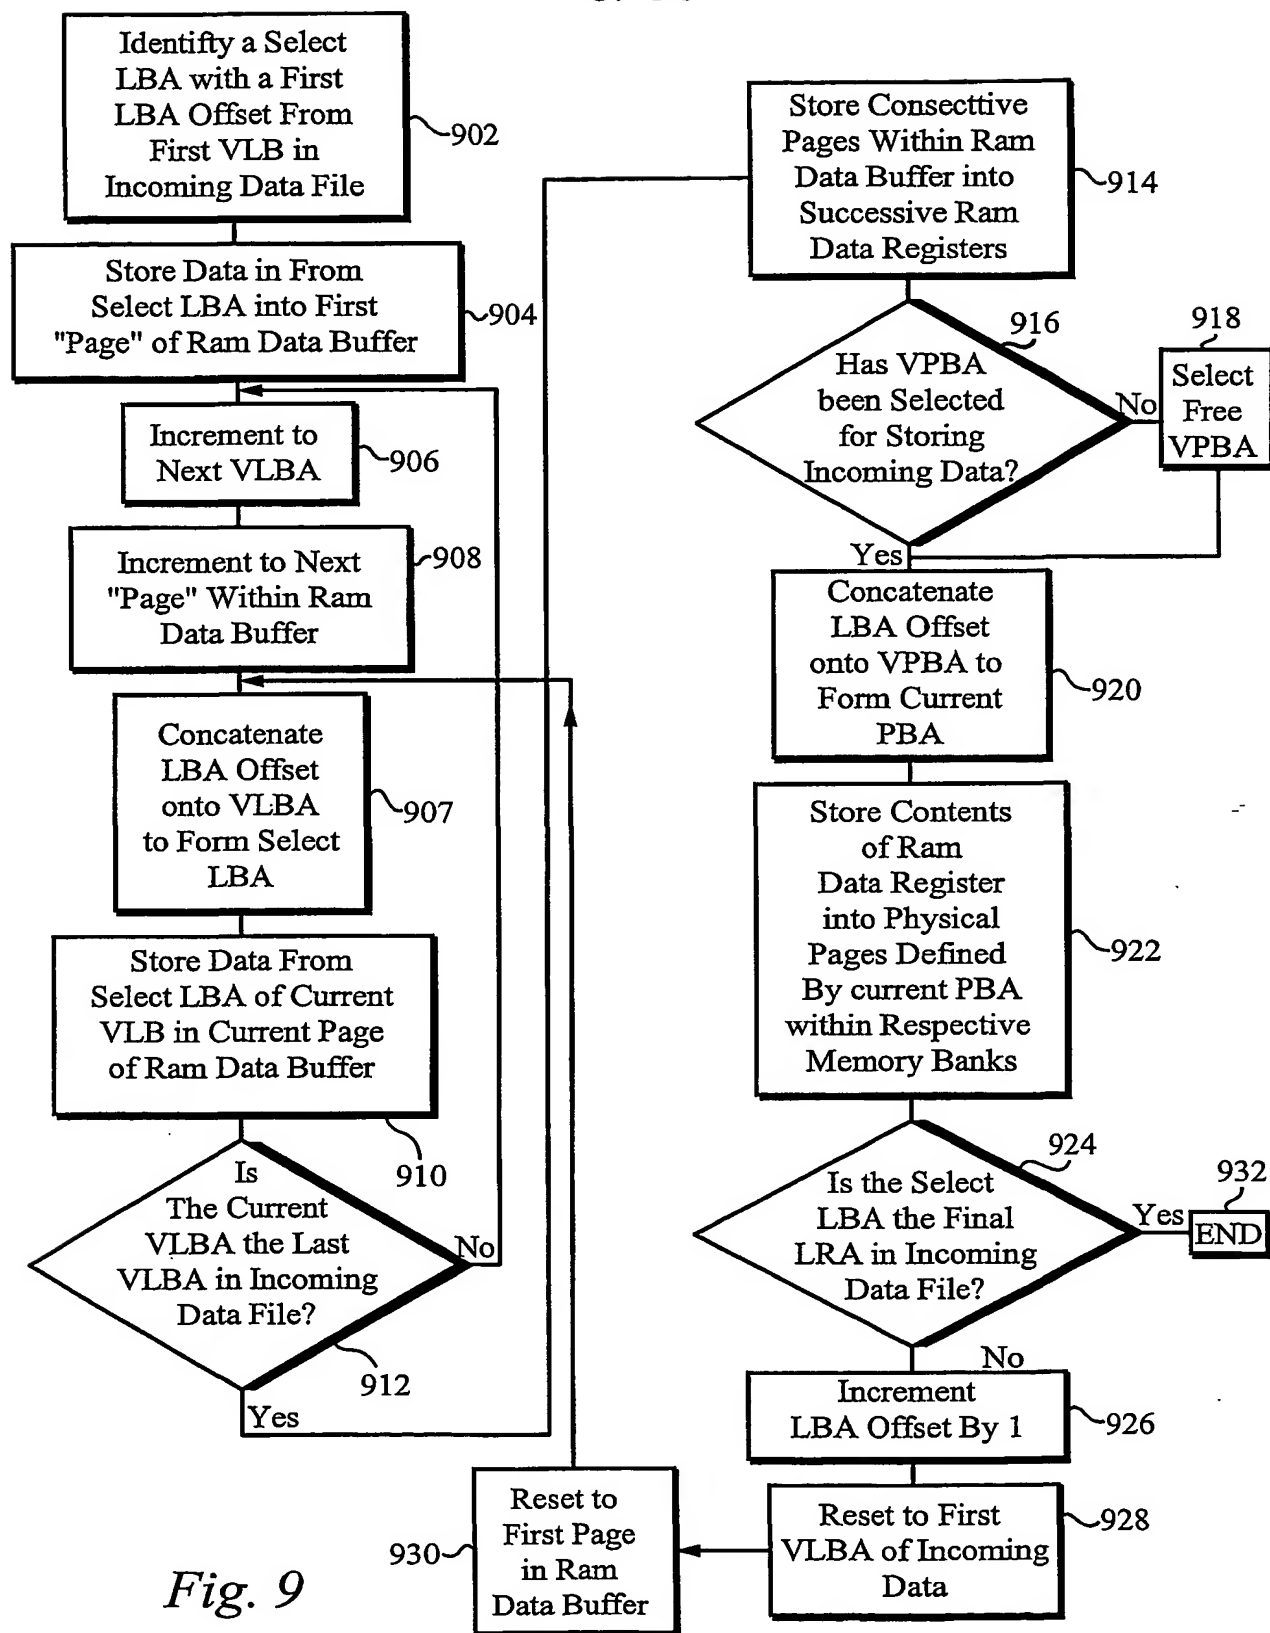 Identifty a Select
LBA with a First
LBA Offset From
First VLB in
Incoming Data File
902
Store Data in From
Select LBA into First
"Page" of Ram Data Buffer
904
Increment to
Next VLBA
906
Increment to Next
"Page" Within Ram
Data Buffer
908
Concatenate
LBA Offset
onto VLBA
to Form Select
LBA
907
Store Data From
Select LBA of Current
VLB in Current Page
of Ram Data Buffer
910
Is
The Current
VLBA the Last
VLBA in Incoming
Data File?
No
912
Yes
Store Consecttive
Pages Within Ram
Data Buffer into
Successive Ram
Data Registers
914
916
Has VPBA
been Selected
for Storing
Incoming Data?
No
918
Select
Free
VPBA
Yes
Concatenate
LBA Offset
onto VPBA to
Form Current
PBA
920
Store Contents
of Ram
Data Register
into Physical
Pages Defined
By current PBA
within Respective
Memory Banks
922
924
Is the Select
LBA the Final
LRA in Incoming
Data File?
Yes
932
END
No
Increment
LBA Offset By 1
926
Reset to First
VLBA of Incoming
Data
928
Reset to
First Page
in Ram
Data Buffer
930
Fig. 9